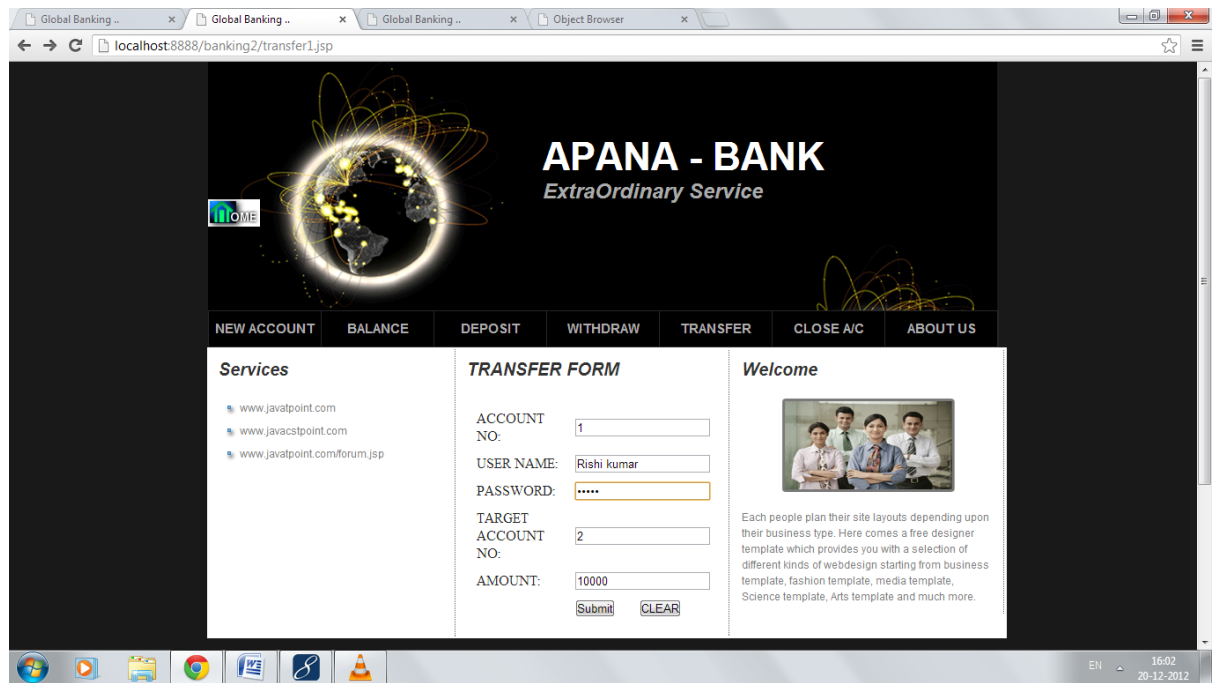 Global Banking ..
Global Banking ..
Global Banking ..
Object Browser
localhost:8888/banking2/transfer1.jsp
APANA - BANK
ExtraOrdinary Service
HOME
NEW ACCOUNT
BALANCE
DEPOSIT
WITHDRAW
TRANSFER
CLOSE A/C
ABOUT US
Services
www.javatpoint.com
www.javacstpoint.com
www.javatpoint.com/forum.jsp
TRANSFER FORM
ACCOUNT
NO:
1
USER NAME:
Rishi kumar
PASSWORD:
•••••
TARGET
ACCOUNT
NO:
2
AMOUNT:
10000
Submit
CLEAR
Welcome
Each people plan their site layouts depending upon
their business type. Here comes a free designer
template which provides you with a selection of
different kinds of webdesign starting from business
template, fashion template, media template,
Science template, Arts template and much more.
EN
16:02
20-12-2012